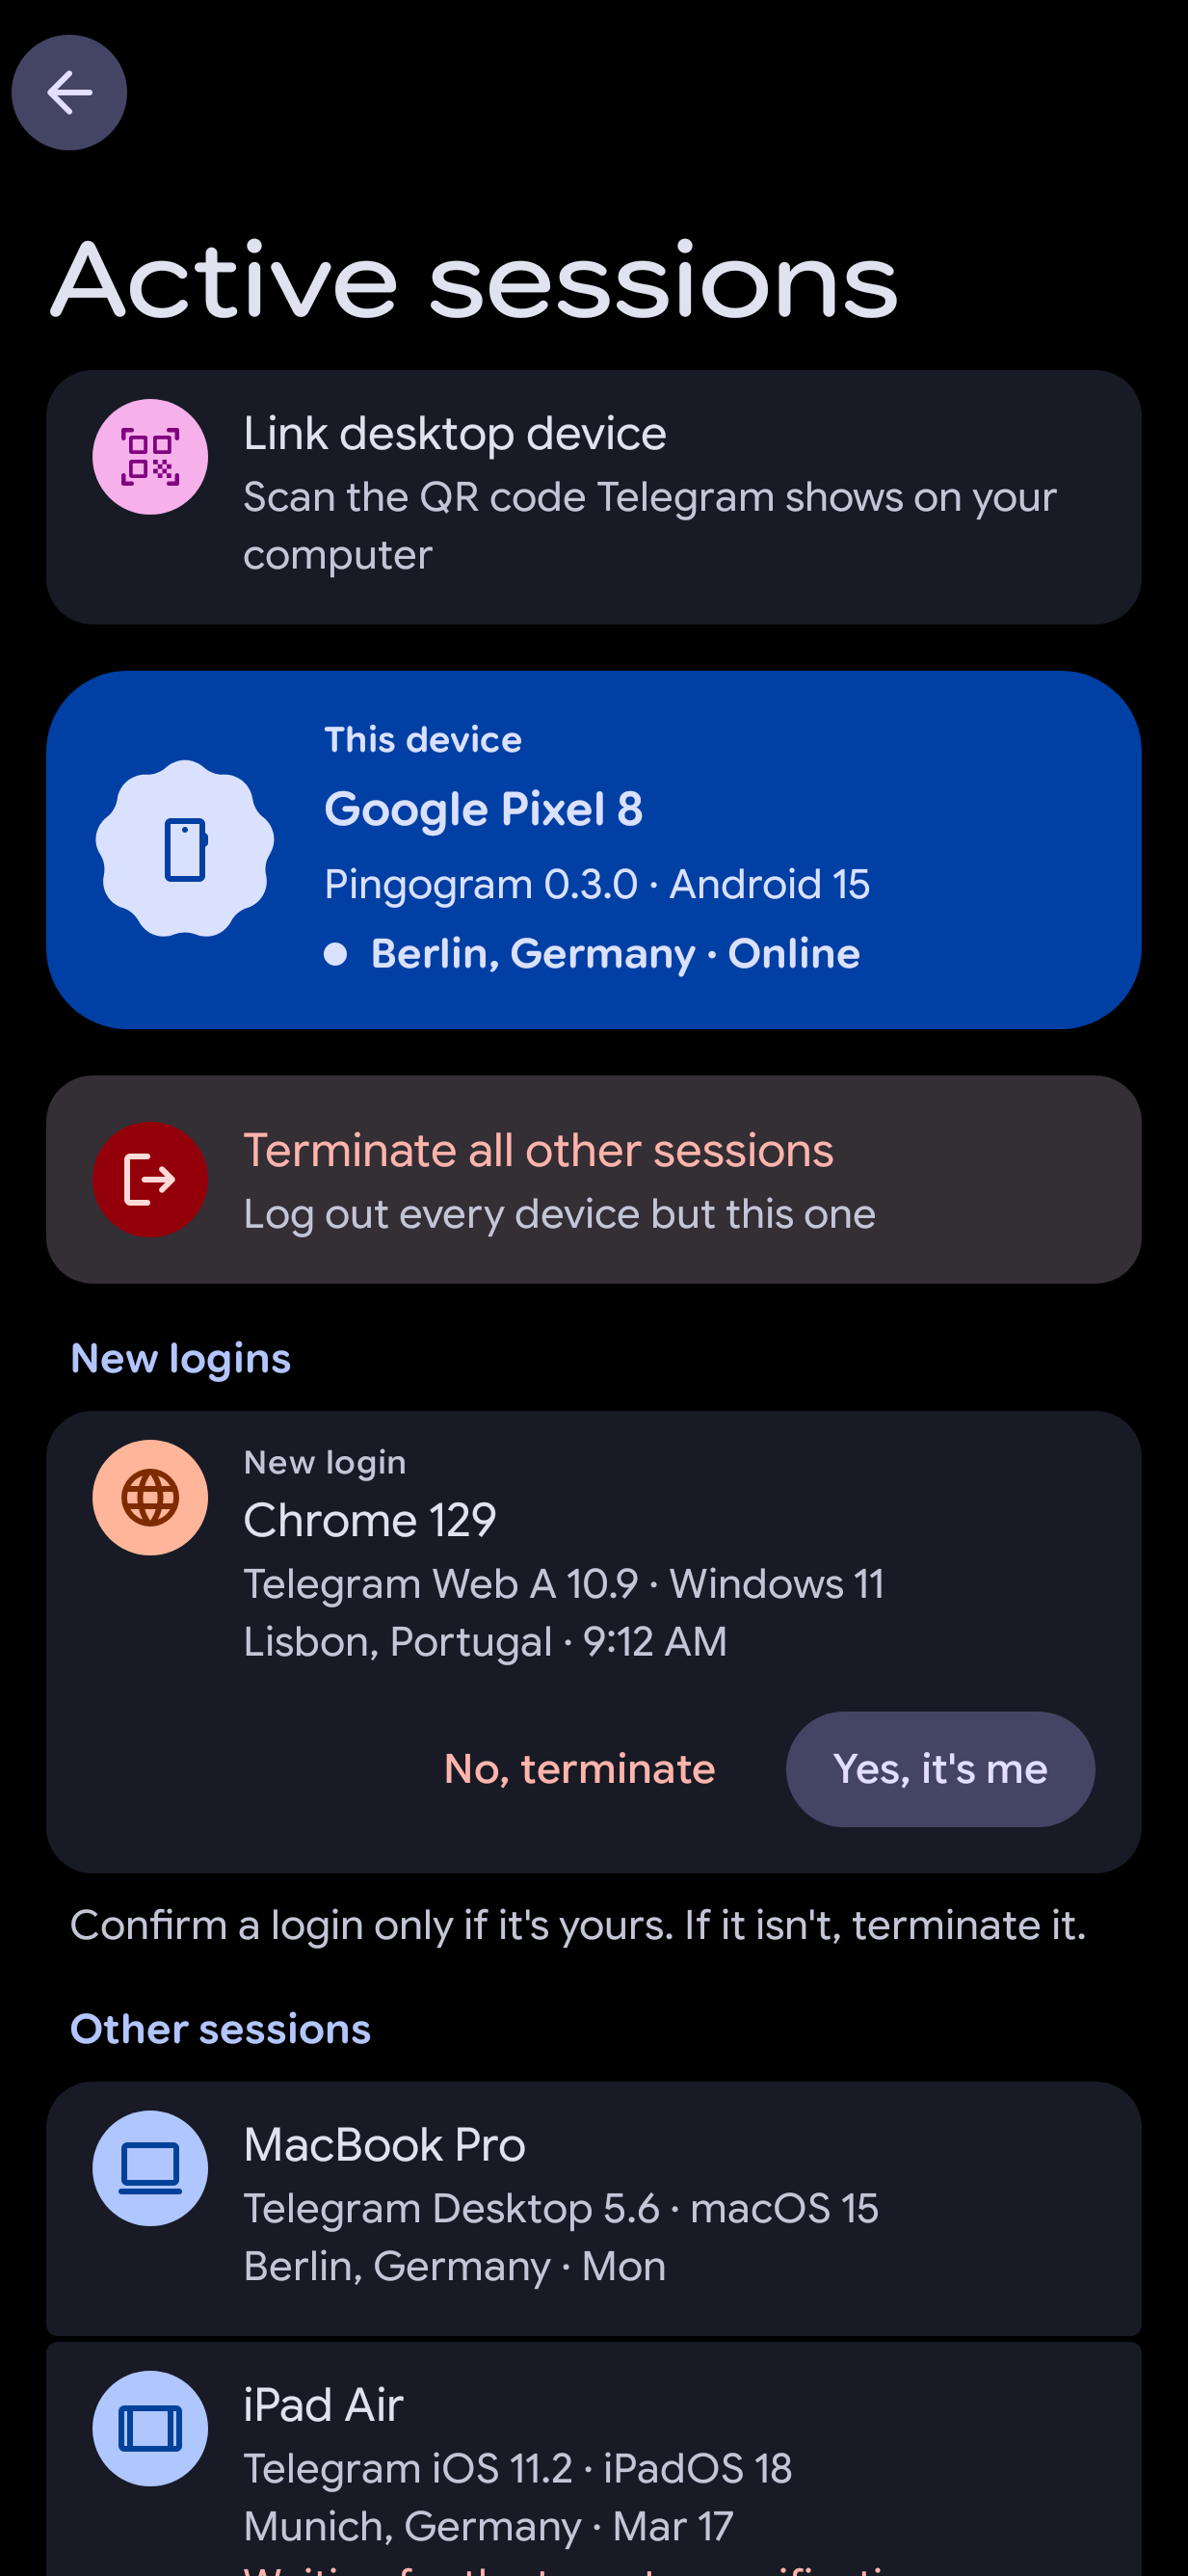 Active sessions
Link desktop device
Scan the QR code Telegram shows on your
computer
This device
Google Pixel 8
Pingogram 0.3.0 · Android 15
Berlin, Germany · Online
Terminate all other sessions
Log out every device but this one
New logins
New login
Chrome 129
Telegram Web A 10.9 · Windows 11
Lisbon, Portugal · 9:12 AM
No, terminate
Yes, it's me
Confirm a login only if it's yours. If it isn't, terminate it.
Other sessions
MacBook Pro
Telegram Desktop 5.6 · macOS 15
Berlin, Germany · Mon
iPad Air
Telegram iOS 11.2 · iPadOS 18
Munich, Germany · Mar 17